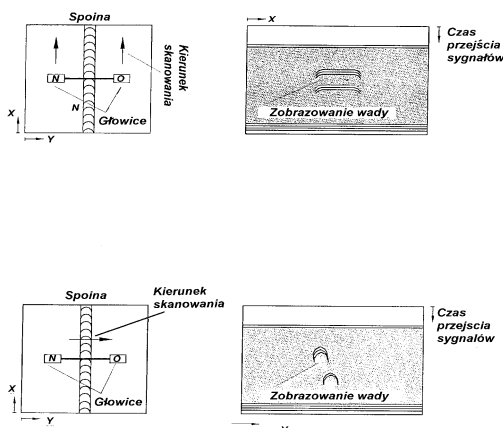 Spoina
N
O
Kierunek
skanowania
N
Głowice
X
Y
X
Czas
przejścia
sygnałów
Zobrazowanie wady
Spoina
Kierunek
skanowania
N
O
X
Głowice
Y
Czas
przejscia
sygnałów
Zobrazowanie wady